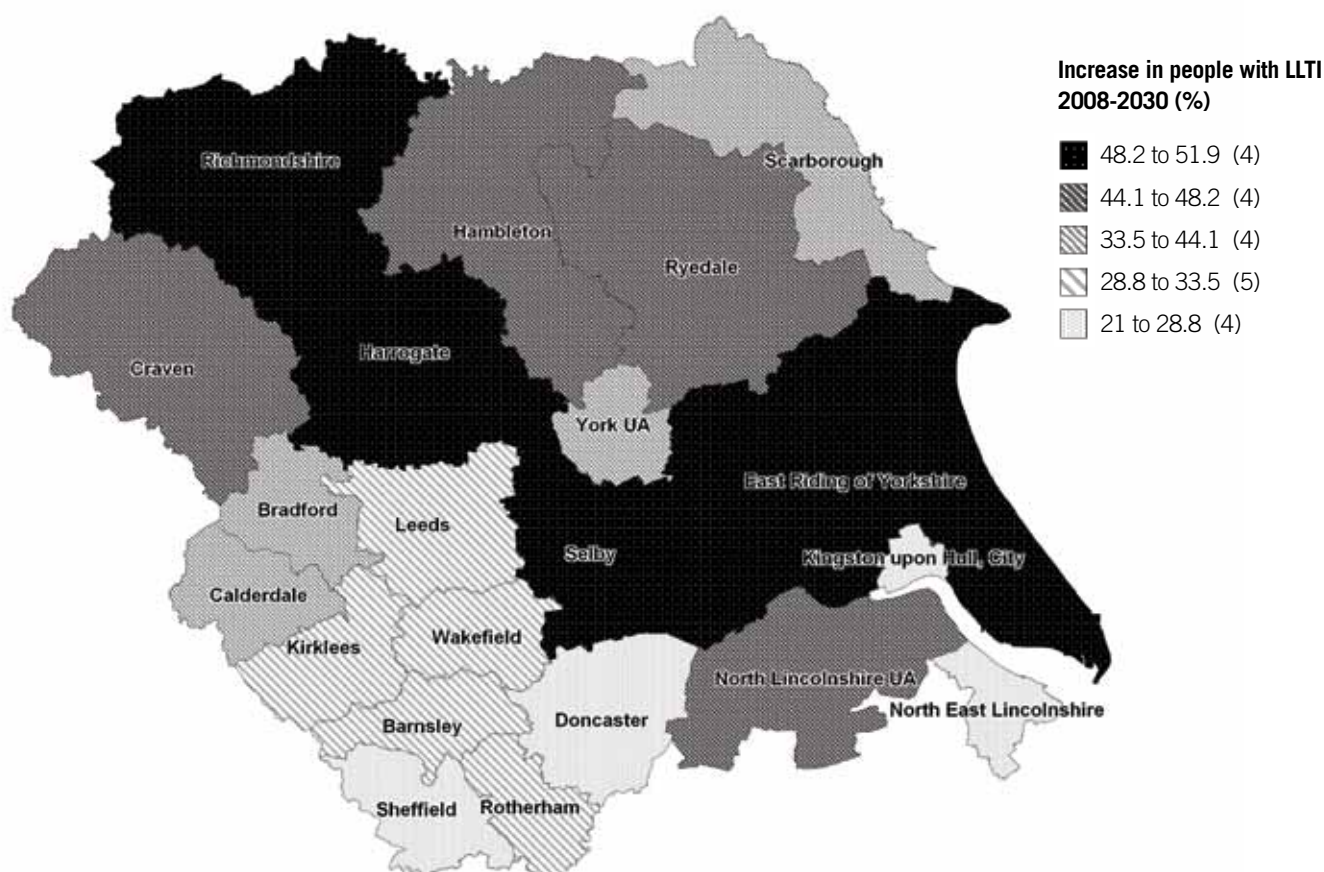 Increase in people with LLTI
2008-2030 (%)
48.2 to 51.9 (4)
44.1 to 48.2 (4)
33.5 to 44.1 (4)
28.8 to 33.5 (5)
21 to 28.8 (4)
Richmondshire
Scarborough
Hambleton
Ryedale
Harrogate
Craven
York UA
East Riding of Yorkshire
Bradford
Leeds
Selby
Kingston upon Hull, City
Calderdale
Wakefield
Kirklees
North Lincolnshire UA
North East Lincolnshire
Doncaster
Barnsley
Sheffield
Rotherham